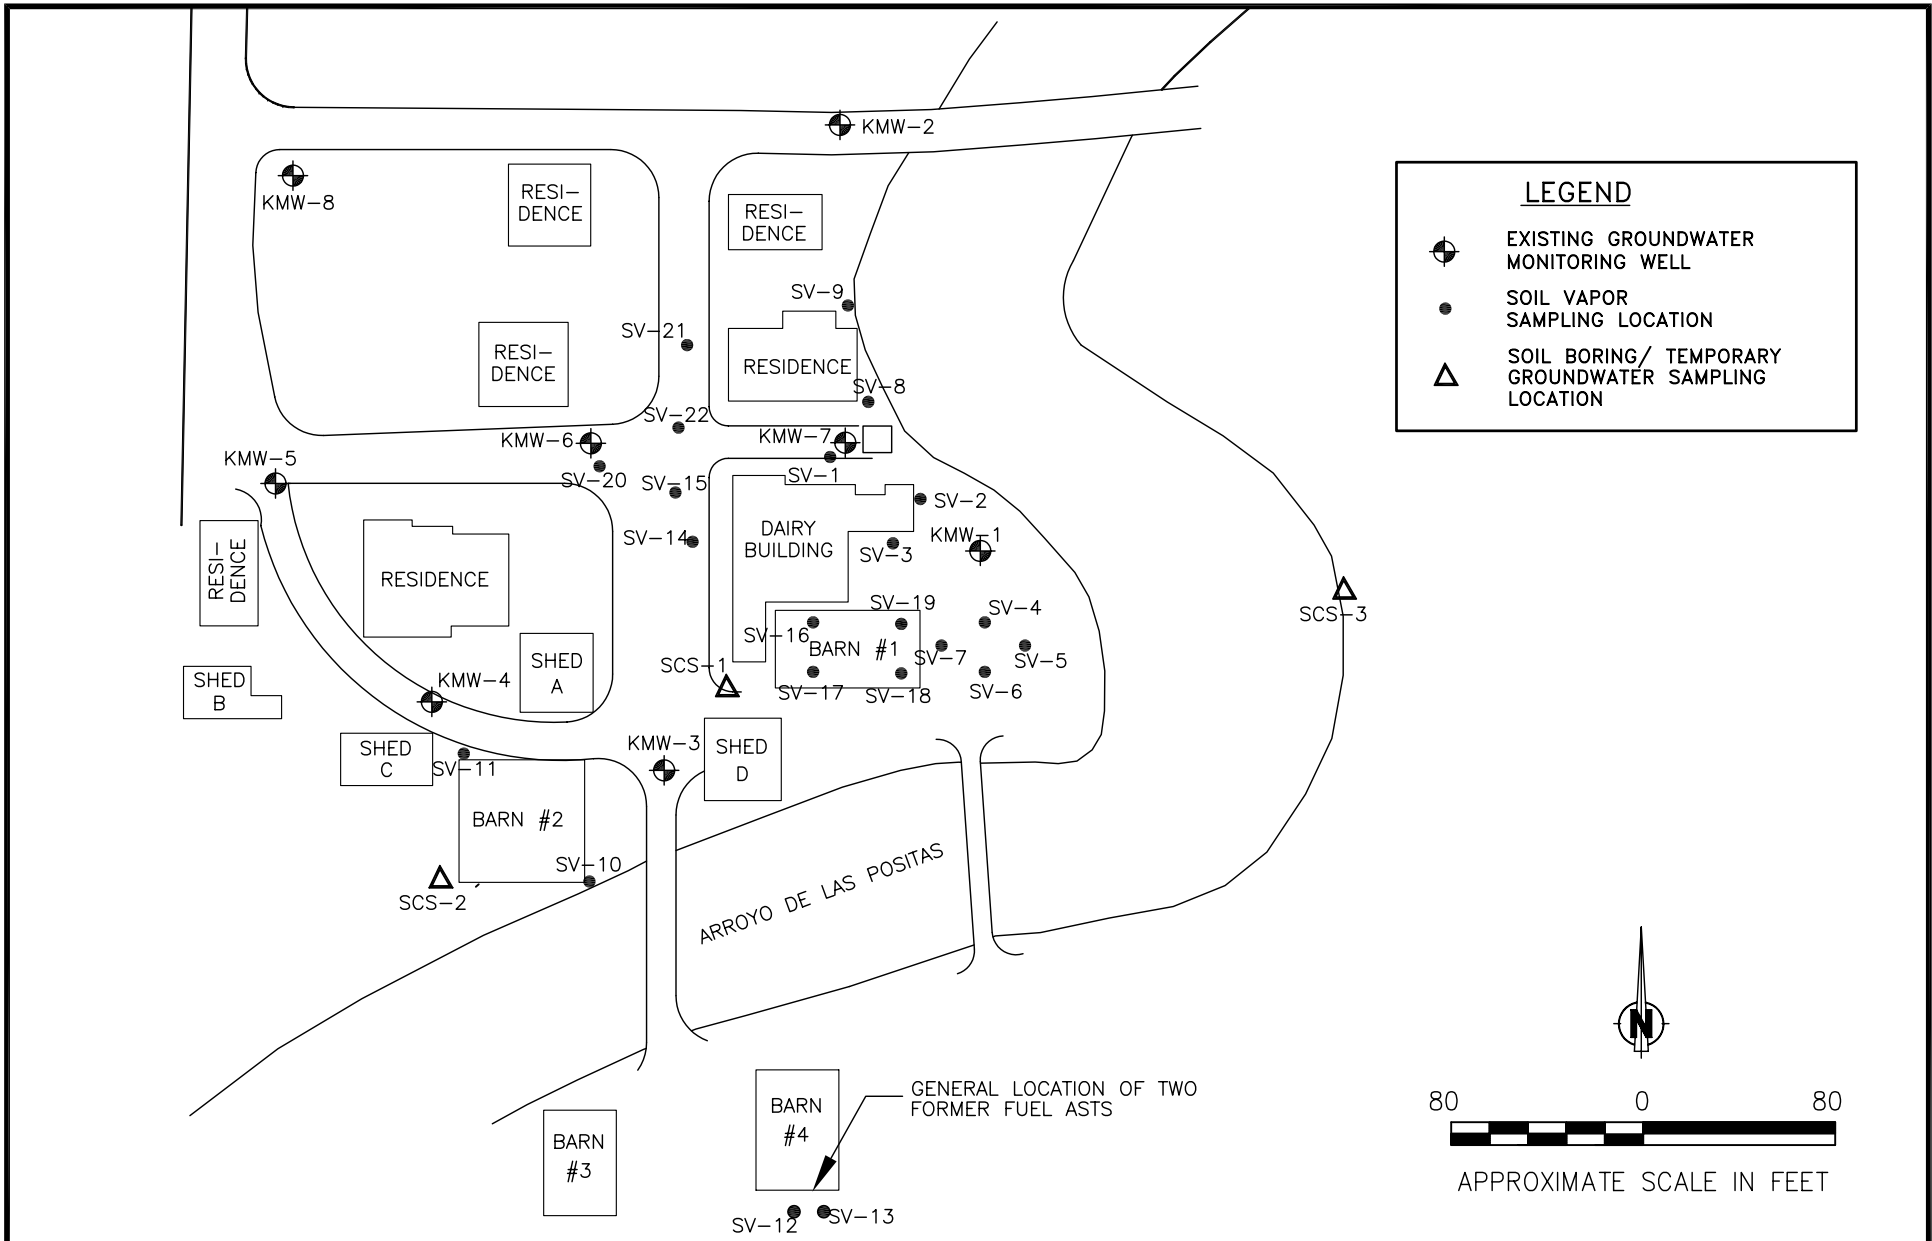 KMW-2
KMW-8
RESI-
DENCE
RESI-
DENCE
LEGEND
EXISTING GROUNDWATER
MONITORING WELL
SOIL VAPOR
SAMPLING LOCATION
SOIL BORING/ TEMPORARY
GROUNDWATER SAMPLING
LOCATION
SV-9
SV-21
RESI-
DENCE
RESIDENCE
SV-8
SV-22
KMW-6
KMW-7
KMW-5
SV-20
SV-15
SV-1
SV-2
SV-14
DAIRY
BUILDING
SV-3
KMW-1
RESI-
DENCE
RESIDENCE
SV-19
SV-4
SCS-3
SV-16
BARN #1
SV-7
SV-5
SHED
A
SCS-1
SV-17
SV-18
SV-6
SHED
B
KMW-4
KMW-3
SHED
C
SV-11
SHED
D
BARN #2
SV-10
SCS-2
ARROYO DE LAS POSITAS
N
GENERAL LOCATION OF TWO
FORMER FUEL ASTS
BARN
#4
BARN
#3
SV-12
SV-13
80 0 80
APPROXIMATE SCALE IN FEET